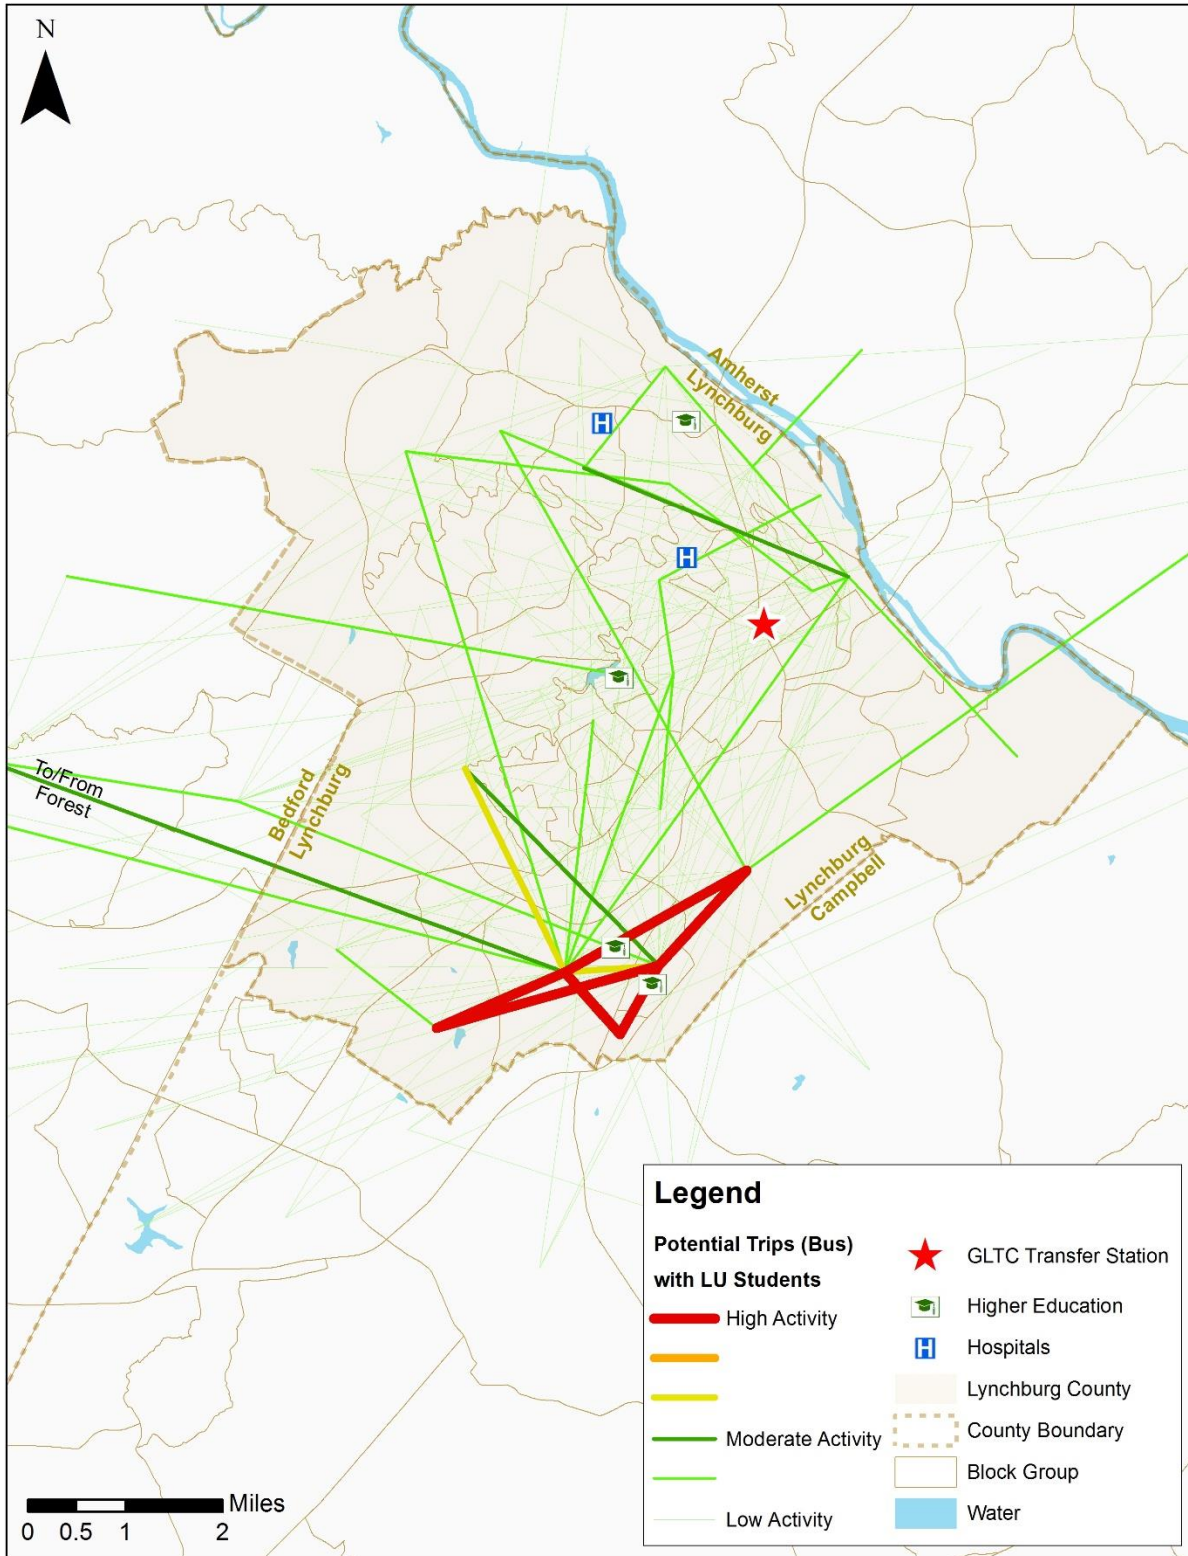 N
Amherst
Lynchburg
To/From
Forest
Bedford
Lynchburg
Lynchburg
Campbell
H
H
Legend
Potential Trips (Bus)
with LU Students
High Activity
Moderate Activity
Low Activity
GLTC Transfer Station
Higher Education
H Hospitals
Lynchburg County
County Boundary
Block Group
Water
Miles
0 0.5 1 2